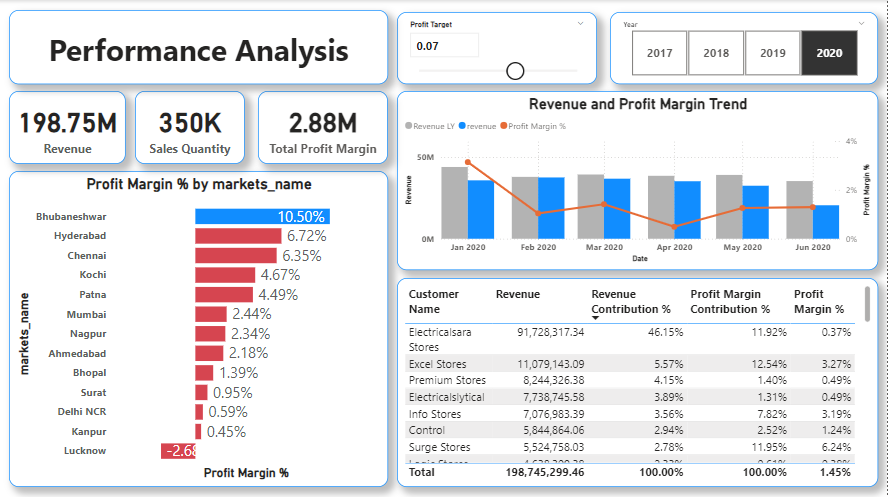 Performance Analysis
Profit Target
0.07
Year
2017 2018 2019 2020
198.75M
Revenue
350K
Sales Quantity
2.88M
Total Profit Margin
Revenue and Profit Margin Trend
Revenue LY revenue Profit Margin %
50M
0M
Revenue
4%
2%
0%
Profit Margin %
Jan 2020 Feb 2020 Mar 2020 Apr 2020 May 2020 Jun 2020
Date
Profit Margin % by markets_name
markets_name
Bhubaneshwar 10.50%
Hyderabad 6.72%
Chennai 6.35%
Kochi 4.67%
Patna 4.49%
Mumbai 2.44%
Nagpur 2.34%
Ahmedabad 2.18%
Bhopal 1.39%
Surat 0.95%
Delhi NCR 0.59%
Kanpur 0.45%
Lucknow -2.68
Profit Margin %
Customer Name Revenue Revenue Contribution % Profit Margin Contribution % Profit Margin %
Electricalsara Stores 91,728,317.34 46.15% 11.92% 0.37%
Excel Stores 11,079,143.09 5.57% 12.54% 3.27%
Premium Stores 8,244,326.38 4.15% 1.40% 0.49%
Electricalslytical 7,738,745.58 3.89% 1.31% 0.49%
Info Stores 7,076,983.39 3.56% 7.82% 3.19%
Control 5,844,864.06 2.94% 2.52% 1.24%
Surge Stores 5,524,758.03 2.78% 11.95% 6.24%
Total 198,745,299.46 100.00% 100.00% 1.45%